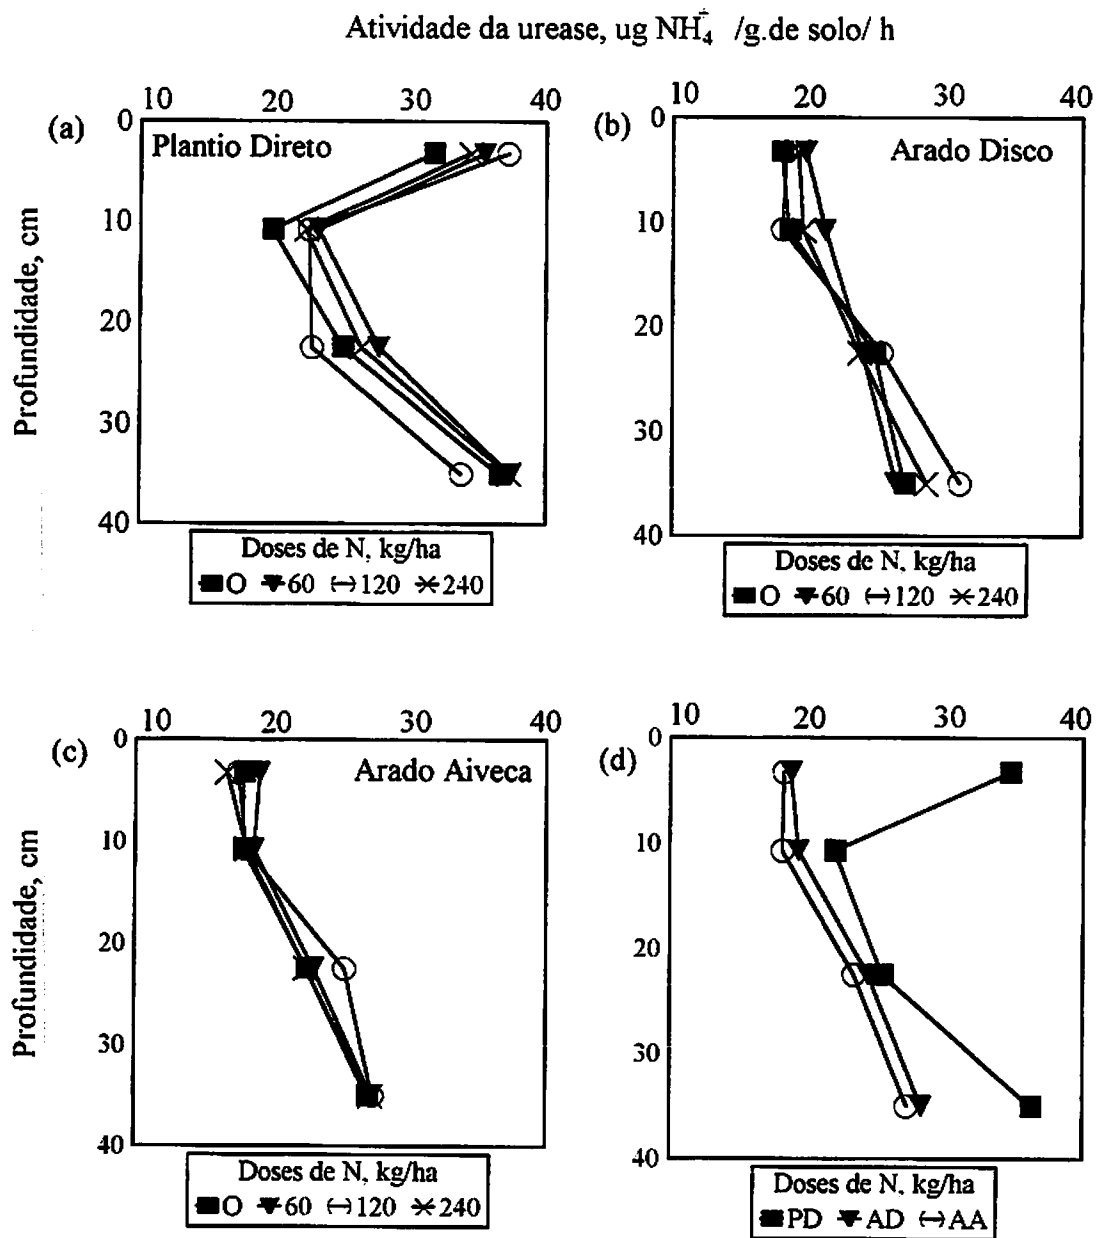 Atividade da urease, ug NH₄⁻ /g.de solo/ h
10 20 30 40
10 20 30 40
(a) 0 Plantio Direto
(b) 0 Arado Disco
10
20
30
40
10
20
30
40
Profundidade, cm
Doses de N, kg/ha
O 60 120 240
Doses de N, kg/ha
O 60 120 240
10 20 30 40
10 20 30 40
(c) 0 Arado Aiveca
(d) 0
10
20
30
40
10
20
30
40
Profundidade, cm
Doses de N, kg/ha
O 60 120 240
Doses de N, kg/ha
PD AD AA